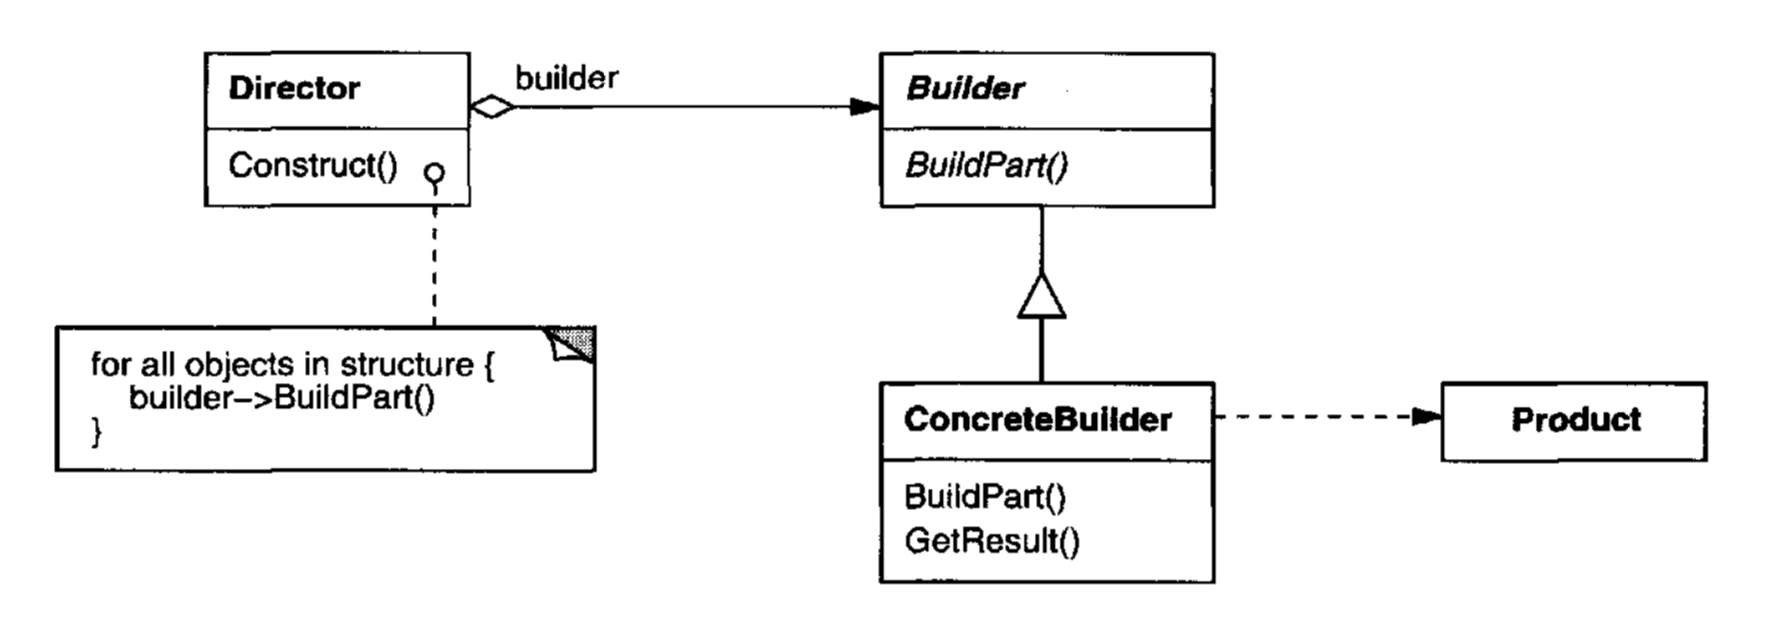 Director
builder
Builder
Construct()
BuildPart()
for all objects in structure {
builder–>BuildPart()
}
ConcreteBuilder
Product
BuildPart()
GetResult()